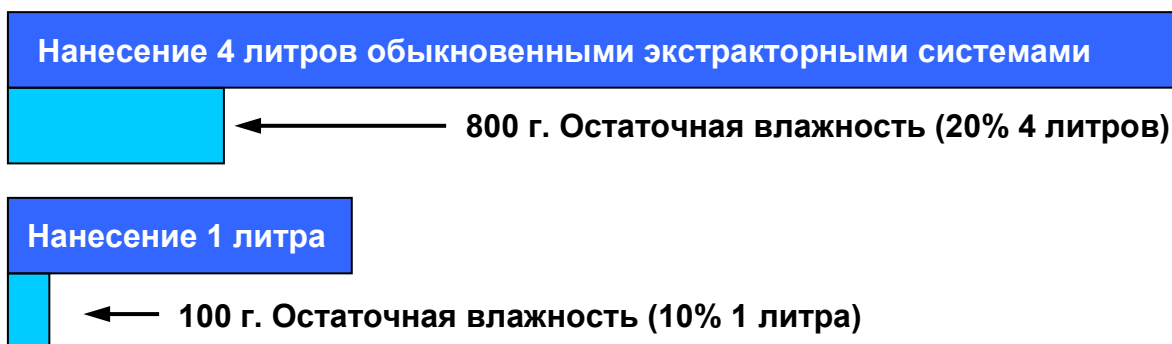 Нанесение 4 литров обыкновенными экстракторными системами
800 г. Остаточная влажность (20% 4 литров)
Нанесение 1 литра
100 г. Остаточная влажность (10% 1 литра)